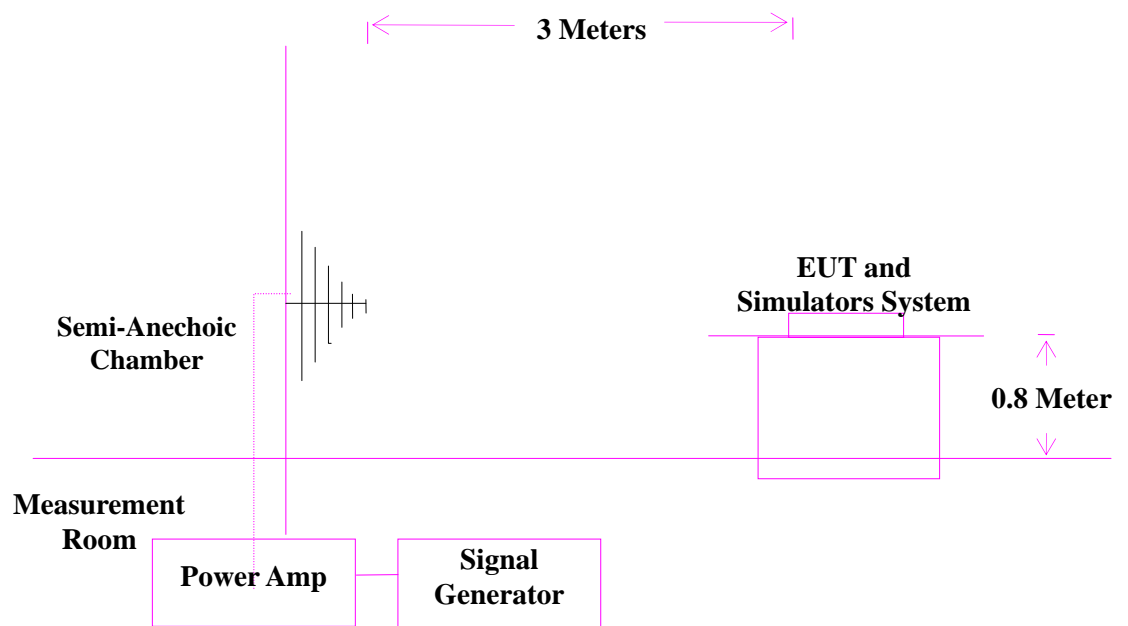 3 Meters
EUT and
Simulators System
Semi-Anechoic
Chamber
0.8 Meter
Measurement
Room
Power Amp
Signal
Generator